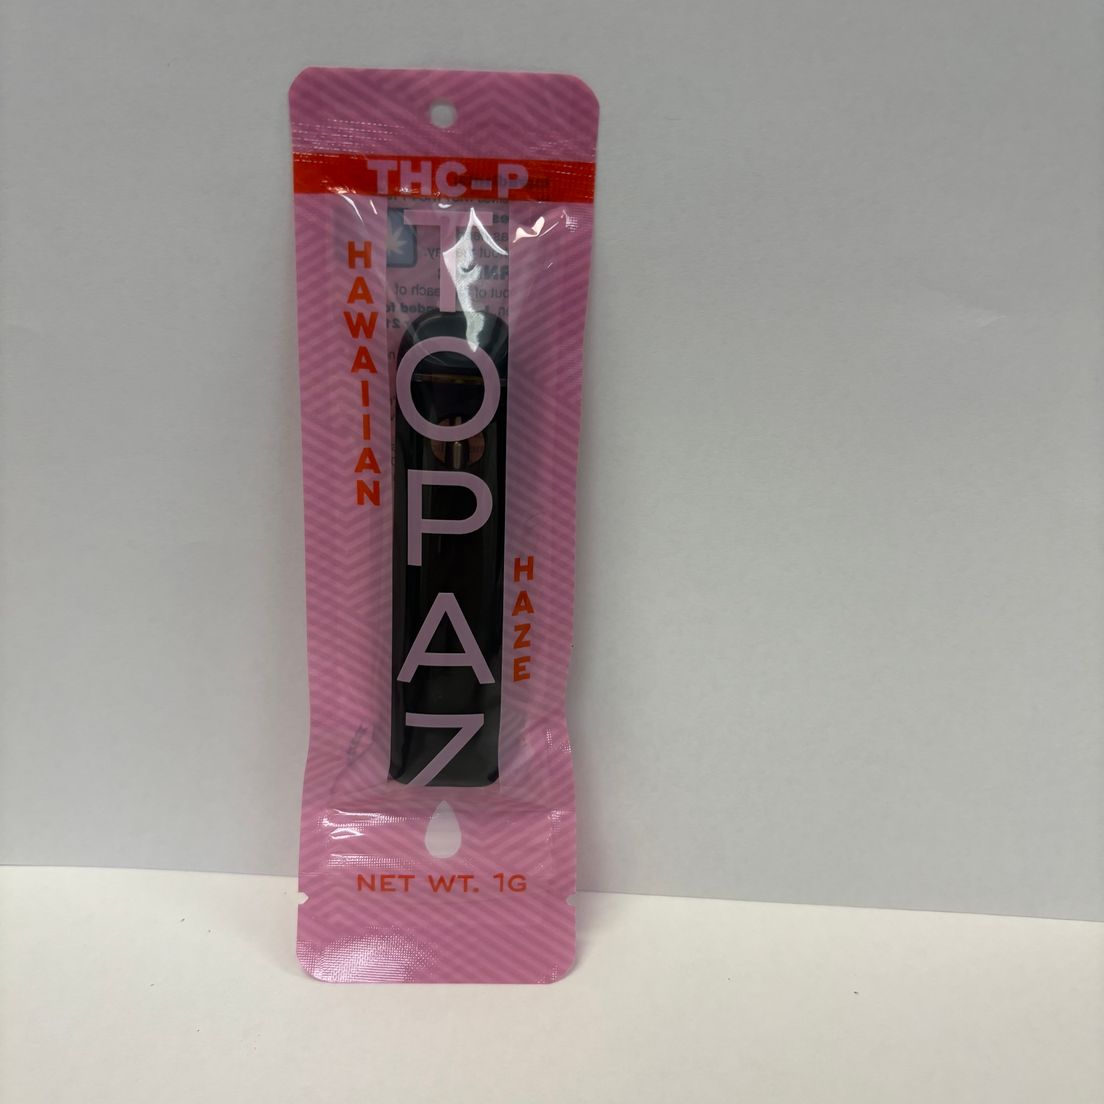 THC-P
HAWAIIAN
TOPAZ
HAZE
NET WT. 1G